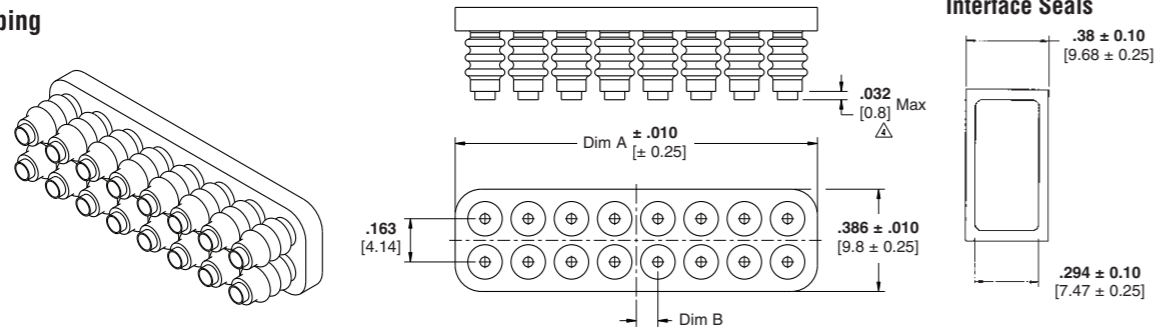 Interface Seals
.38 ± 0.10
[9.68 ± 0.25]
.032
[0.8] Max
4
Dim A ± .010
[± 0.25]
.163
[4.14]
.386 ± .010
[9.8 ± 0.25]
.294 ± 0.10
[7.47 ± 0.25]
Dim B